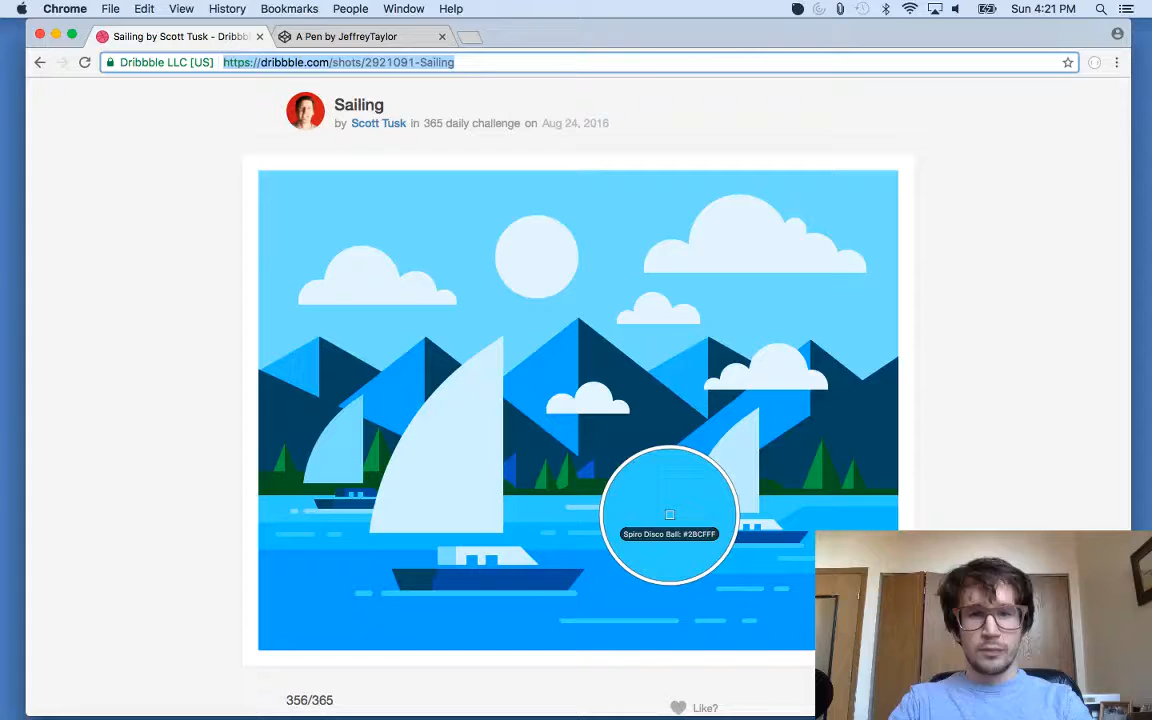 Chrome File Edit View History Bookmarks People Window Help Sun 4:21 PM
Sailing by Scott Tusk - Dribbb A Pen by JeffreyTaylor
Dribbble LLC [US] https://dribbble.com/shots/2921091-Sailing
Sailing
by Scott Tusk in 365 daily challenge on Aug 24, 2016
Spiro Disco Ball: #2BCFFF
356/365
Like?